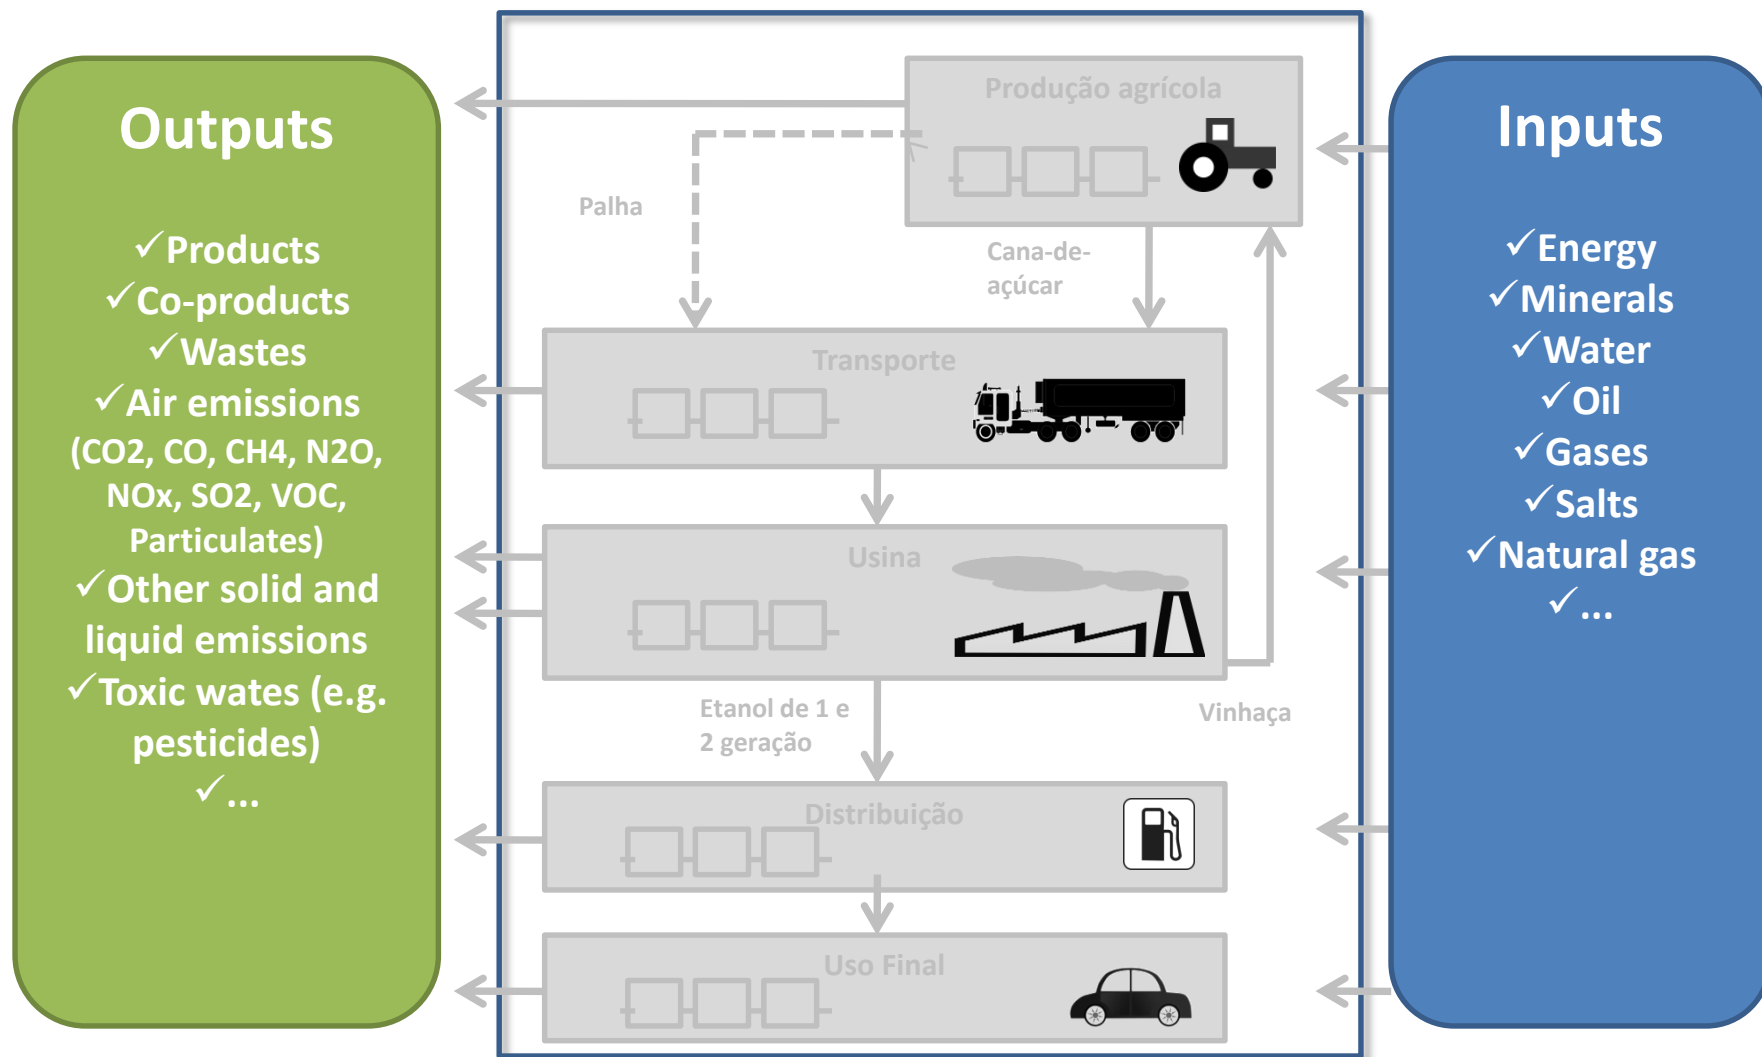 Outputs
✓Products
✓Co-products
✓Wastes
✓Air emissions
(CO2, CO, CH4, N2O,
NOx, SO2, VOC,
Particulates)
✓Other solid and
liquid emissions
✓Toxic wates (e.g.
pesticides)
✓...
Produção agrícola
Palha
Cana-de-
açúcar
Transporte
Usina
Etanol de 1 e
2 geração
Vinhaça
Distribuição
Uso Final
Inputs
✓Energy
✓Minerals
✓Water
✓Oil
✓Gases
✓Salts
✓Natural gas
✓...